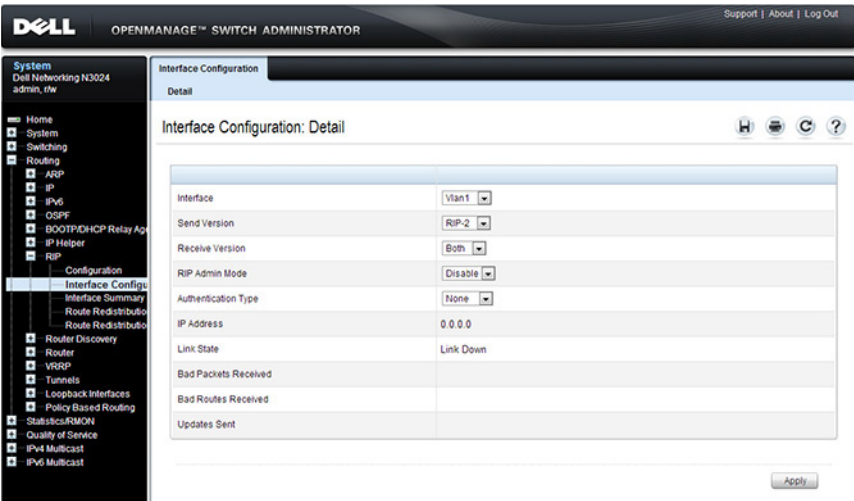 Support | About | Log Out
DELL OPENMANAGE™ SWITCH ADMINISTRATOR
System
Dell Networking N3024
admin, r/w
Home
System
Switching
Routing
ARP
IP
IPv6
OSPF
BOOTP/DHCP Relay Age
IP Helper
RIP
Configuration
Interface Configu
Interface Summary
Route Redistributio
Route Redistributio
Router Discovery
Router
VRRP
Tunnels
Loopback Interfaces
Policy Based Routing
Statistics/RMON
Quality of Service
IPv4 Multicast
IPv6 Multicast
Interface Configuration
Detail
Interface Configuration: Detail
Interface Vlan1
Send Version RIP-2
Receive Version Both
RIP Admin Mode Disable
Authentication Type None
IP Address 0.0.0.0
Link State Link Down
Bad Packets Received
Bad Routes Received
Updates Sent
Apply